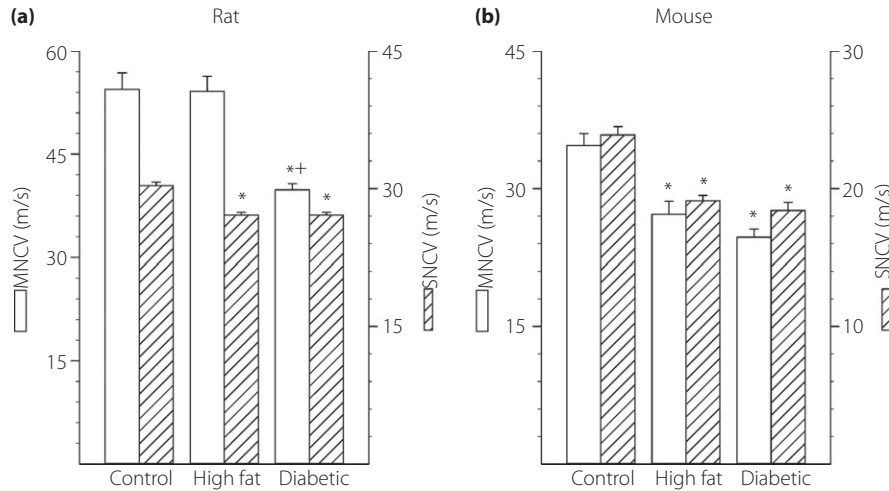 (a)
Rat
60
45
30
15
MNCV (m/s)
45
30
15
SNCV (m/s)
*
*+
*
Control High fat Diabetic
(b)
Mouse
45
30
15
MNCV (m/s)
30
20
10
SNCV (m/s)
*
*
*
*
Control High fat Diabetic